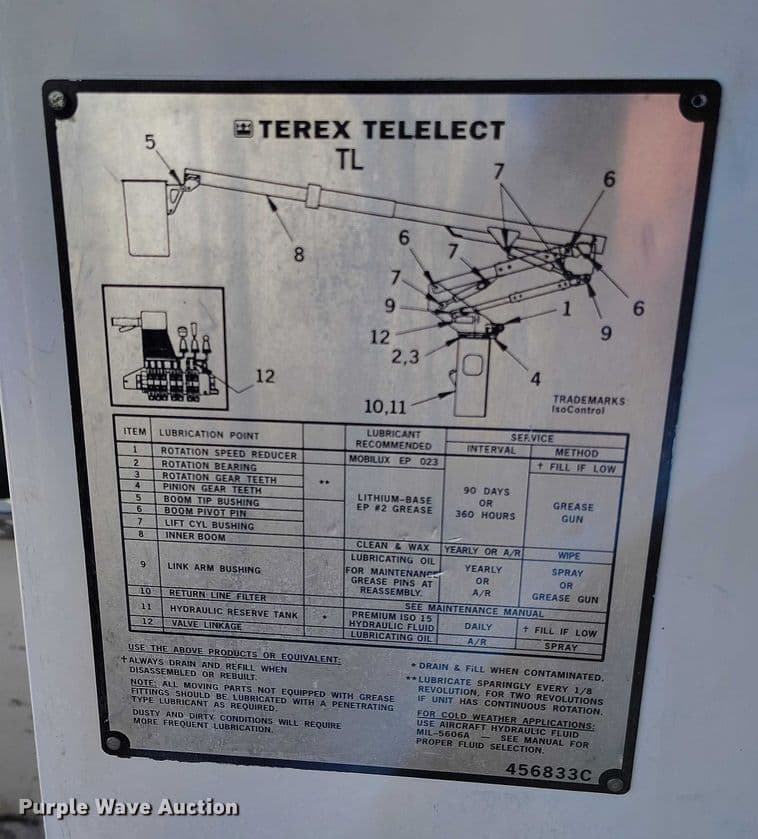 TEREX TELELECT
TL
5
7
6
8
6
7
7
9
1
6
9
12
2,3
4
12
10,11
TRADEMARKS:
IsoControl
ITEM LUBRICATION POINT LUBRICANT RECOMMENDED SERVICE
INTERVAL METHOD
1 ROTATION SPEED REDUCER MOBILUX EP 023 † FILL IF LOW
2 ROTATION BEARING
3 ROTATION GEAR TEETH **
4 PINION GEAR TEETH
5 BOOM TIP BUSHING LITHIUM-BASE 90 DAYS
6 BOOM PIVOT PIN EP #2 GREASE OR GREASE
7 LIFT CYL BUSHING 360 HOURS GUN
8 INNER BOOM CLEAN & WAX YEARLY OR A/R WIPE
9 LINK ARM BUSHING LUBRICATING OIL YEARLY SPRAY
FOR MAINTENANCE OR OR
GREASE PINS AT A/R GREASE GUN
REASSEMBLY.
10 RETURN LINE FILTER SEE MAINTENANCE MANUAL
11 HYDRAULIC RESERVE TANK * PREMIUM ISO 15 DAILY † FILL IF LOW
HYDRAULIC FLUID
12 VALVE LINKAGE LUBRICATING OIL A/R SPRAY
USE THE ABOVE PRODUCTS OR EQUIVALENT.
†ALWAYS DRAIN AND REFILL WHEN
DISASSEMBLED OR REBUILT.
NOTE: ALL MOVING PARTS NOT EQUIPPED WITH GREASE
FITTINGS SHOULD BE LUBRICATED WITH A PENETRATING
TYPE LUBRICANT AS REQUIRED.
DUSTY AND DIRTY CONDITIONS WILL REQUIRE
MORE FREQUENT LUBRICATION.
* DRAIN & FILL WHEN CONTAMINATED.
**LUBRICATE SPARINGLY EVERY 1/8
REVOLUTION, FOR TWO REVOLUTIONS
IF UNIT HAS CONTINUOUS ROTATION.
FOR COLD WEATHER APPLICATIONS:
USE AIRCRAFT HYDRAULIC FLUID
MIL-5606A — SEE MANUAL FOR
PROPER FLUID SELECTION.
456833C
Purple Wave Auction